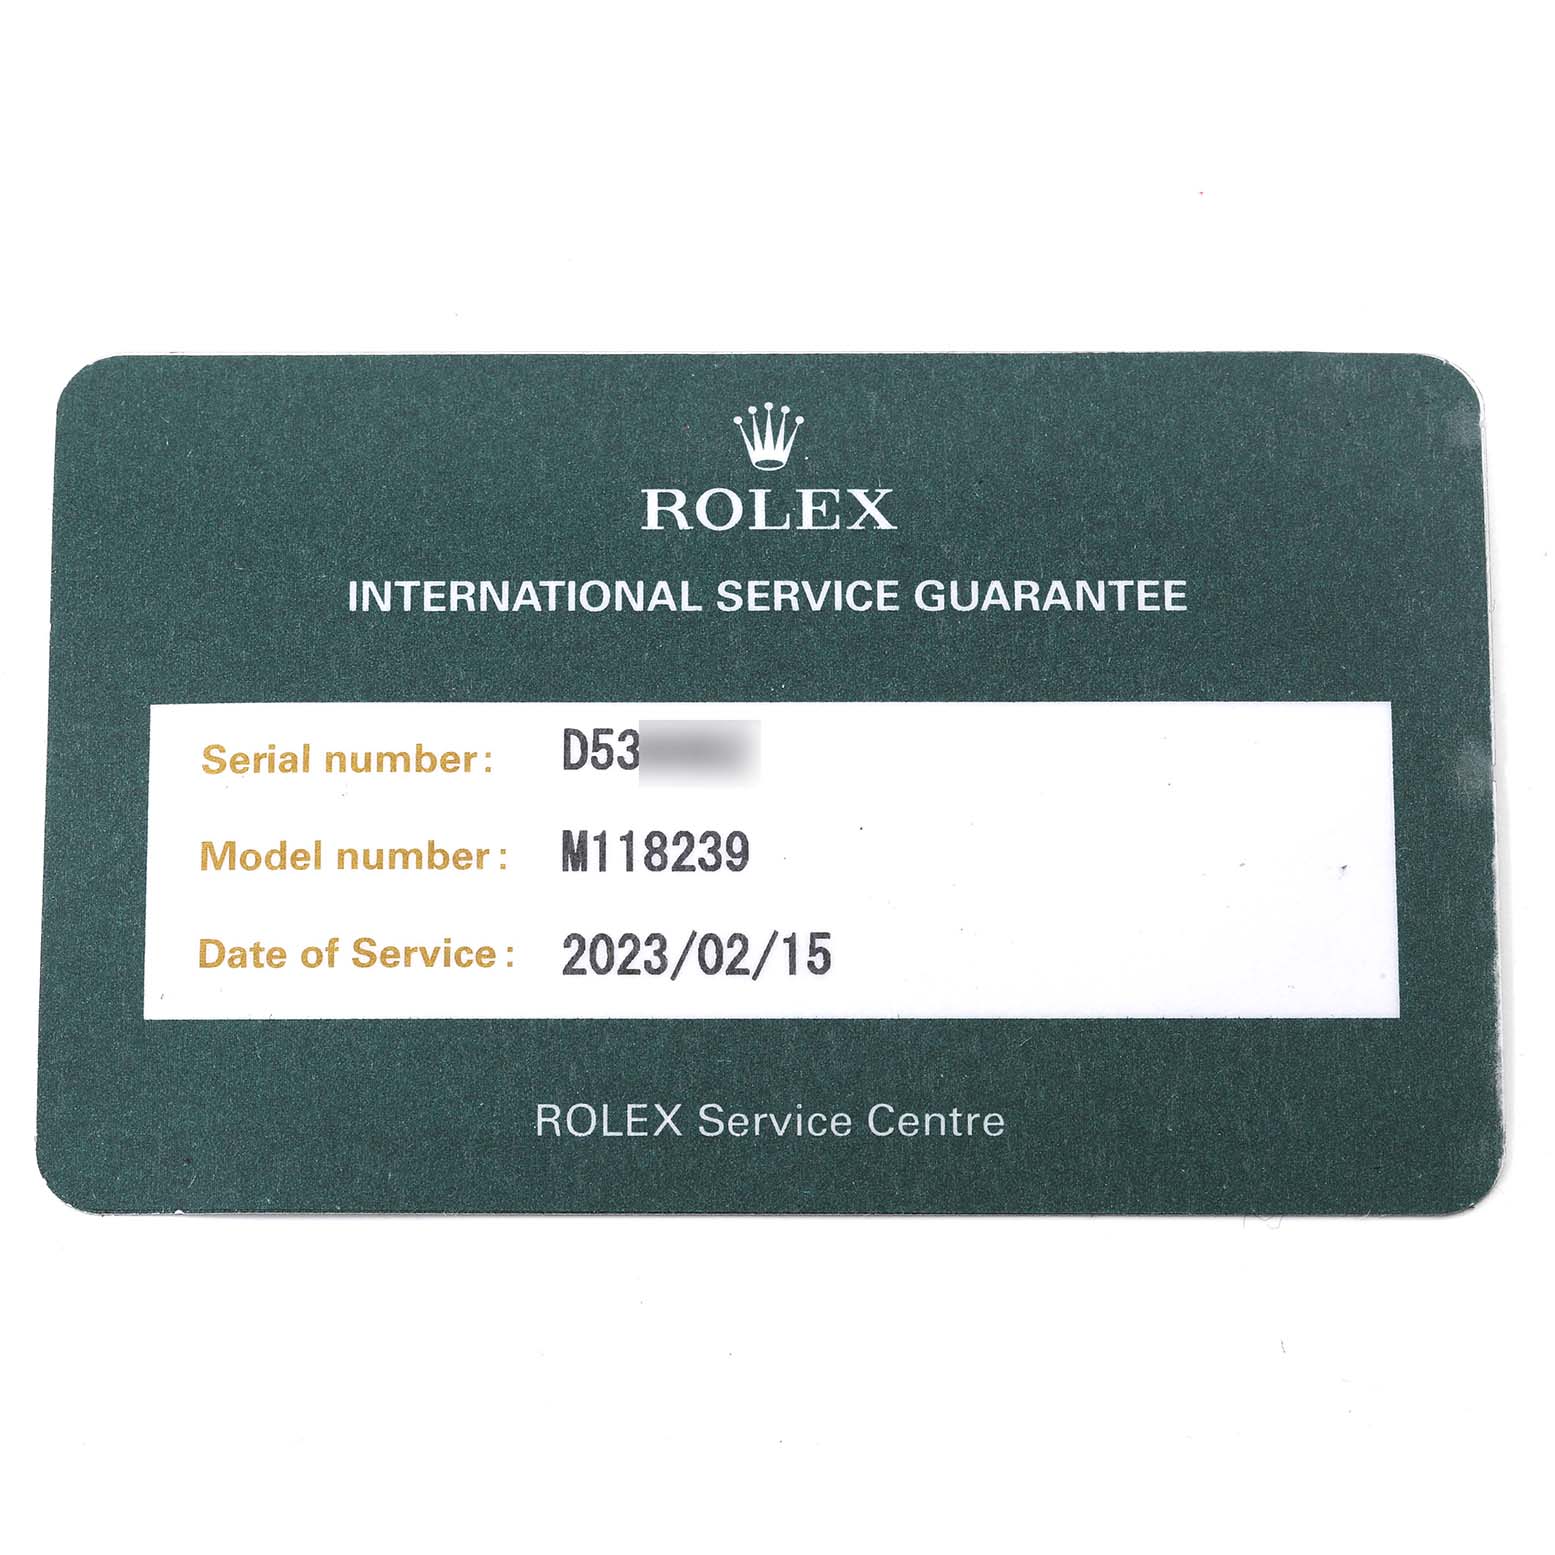 ROLEX
INTERNATIONAL SERVICE GUARANTEE
Serial number: D53
Model number: M118239
Date of Service: 2023/02/15
ROLEX Service Centre